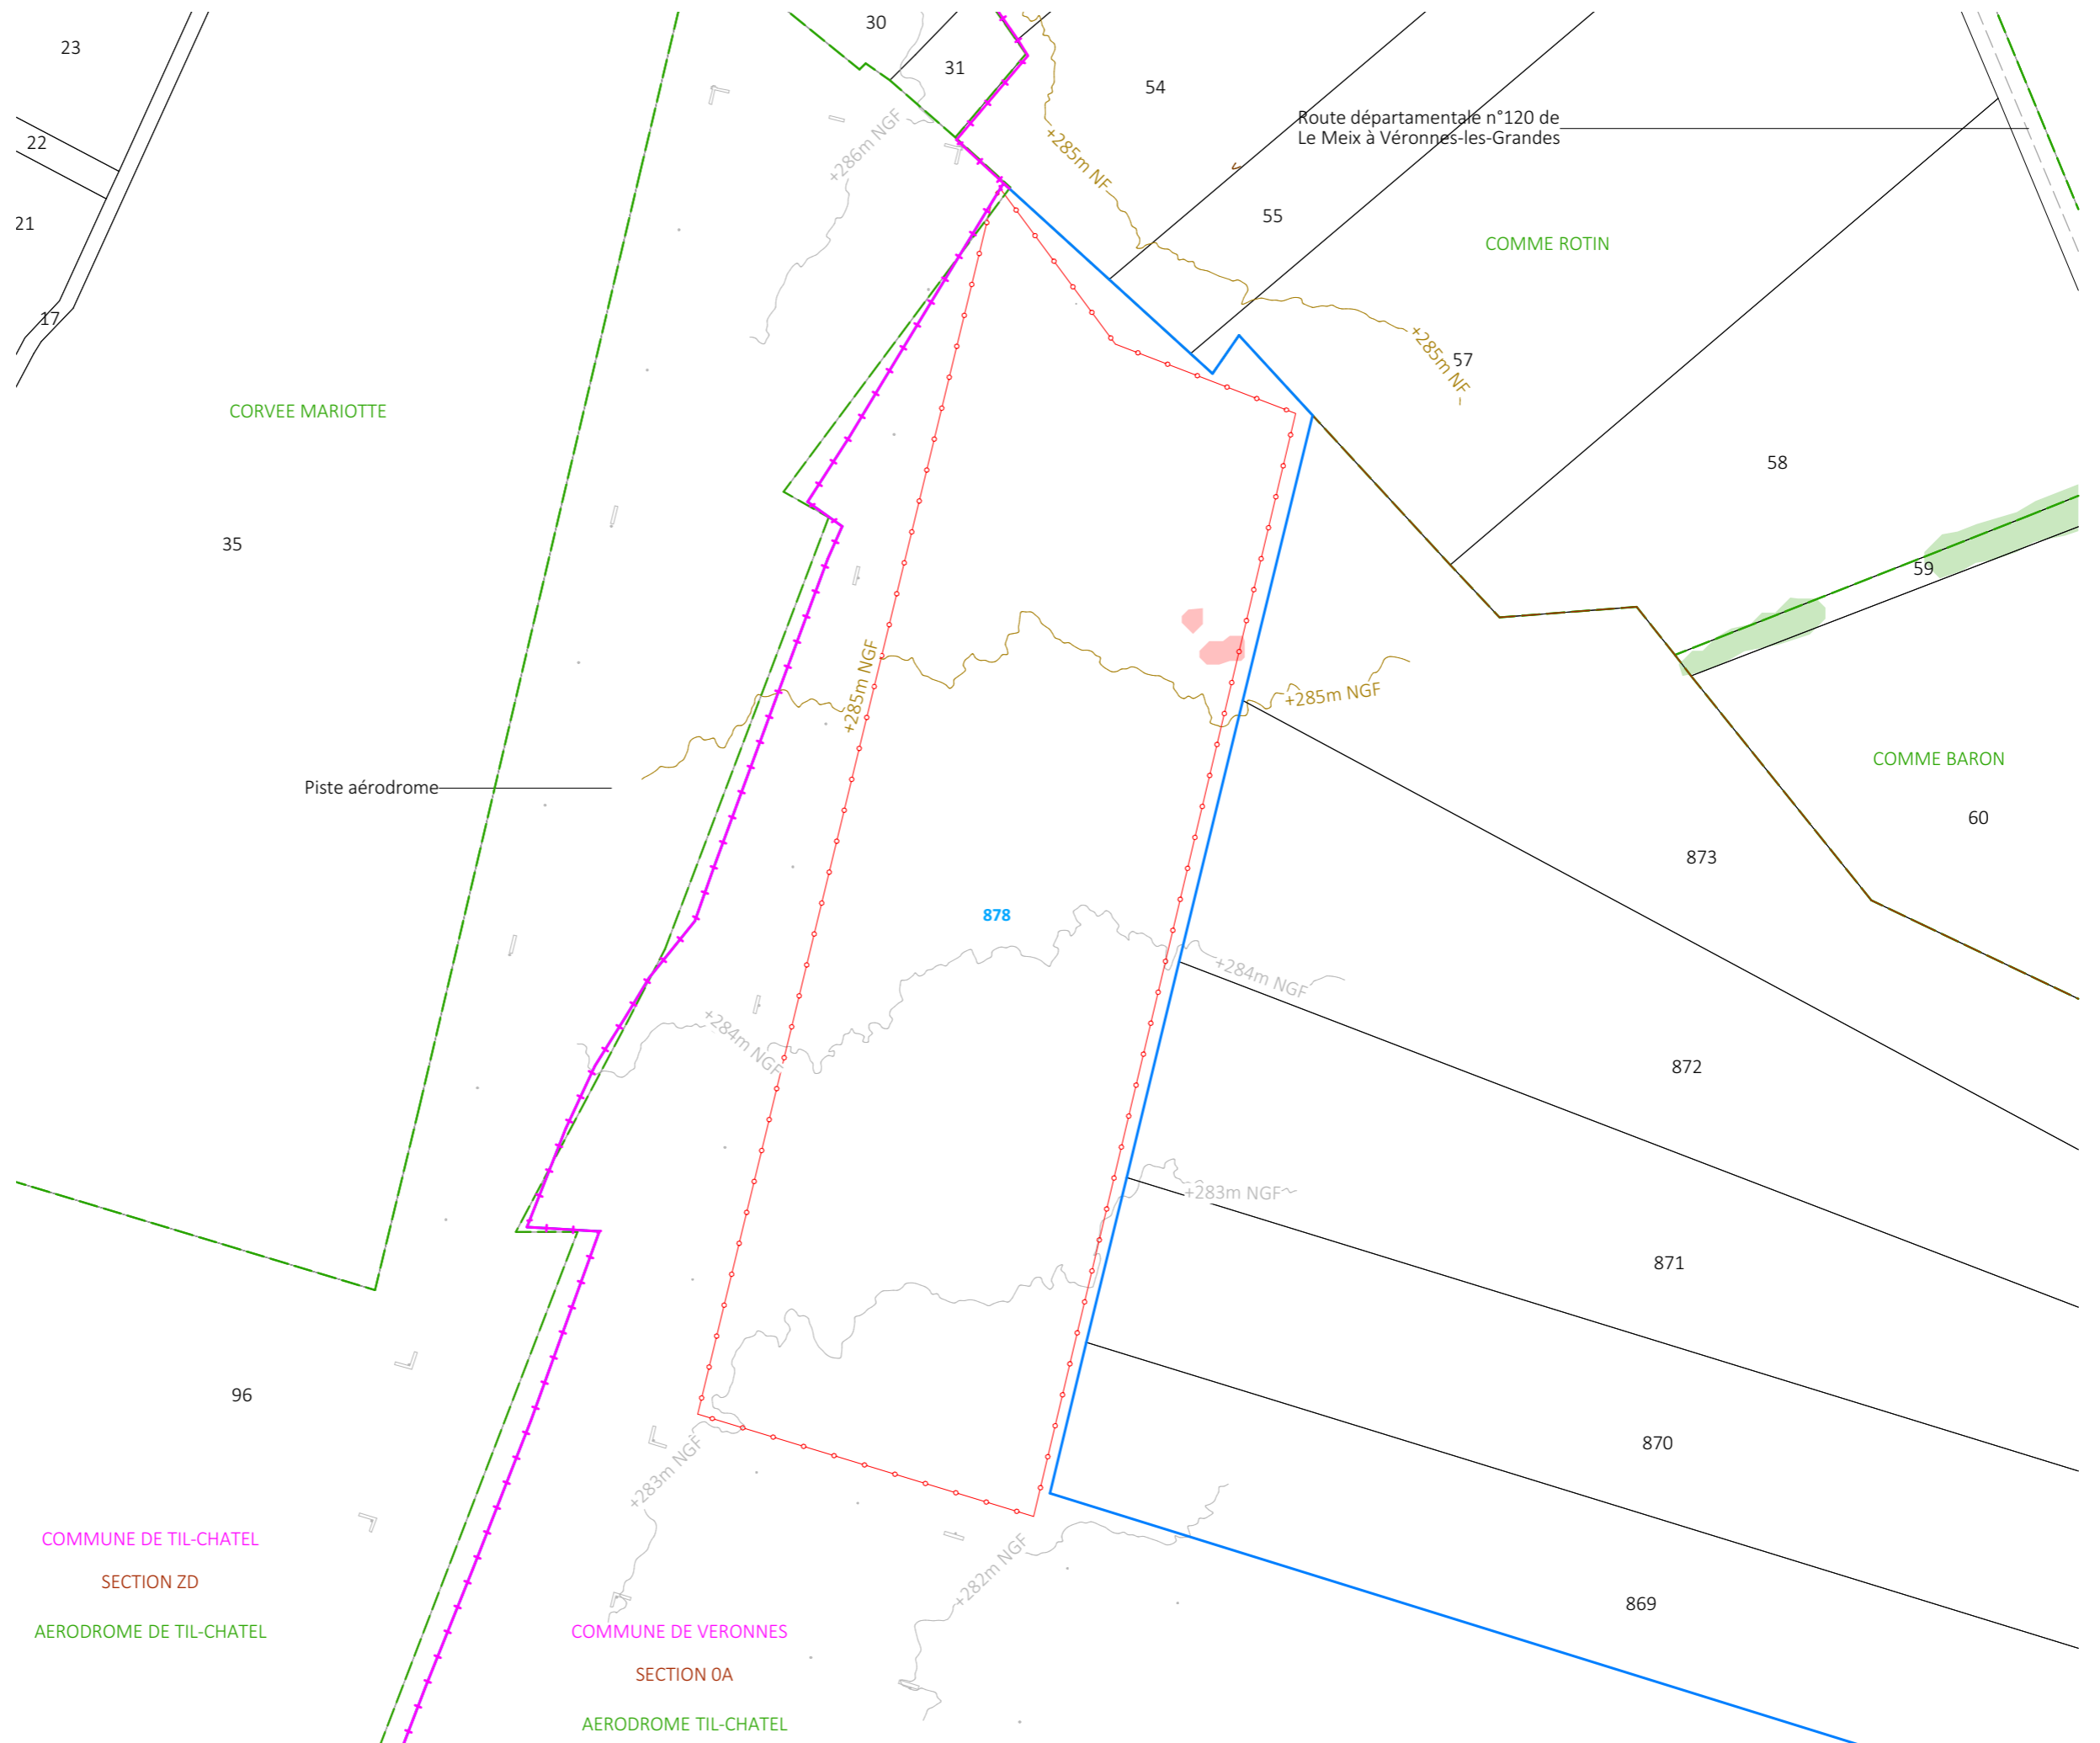 30
23
31
54
Route départementale n°120 de
Le Meix à Véronnes-les-Grandes
22
+286m NGF
+285m NF
21
55
COMME ROTIN
17
57
+285m NF
CORVEE MARIOTTE
58
35
59
+285m NGF
+285m NGF
COMME BARON
Piste aérodrome
60
873
878
+284m NGF
+284m NGF
872
+283m NGF
871
96
870
+283m NGF
COMMUNE DE TIL-CHATEL
SECTION ZD
AERODROME DE TIL-CHATEL
+282m NGF
869
COMMUNE DE VERONNES
SECTION 0A
AERODROME TIL-CHATEL